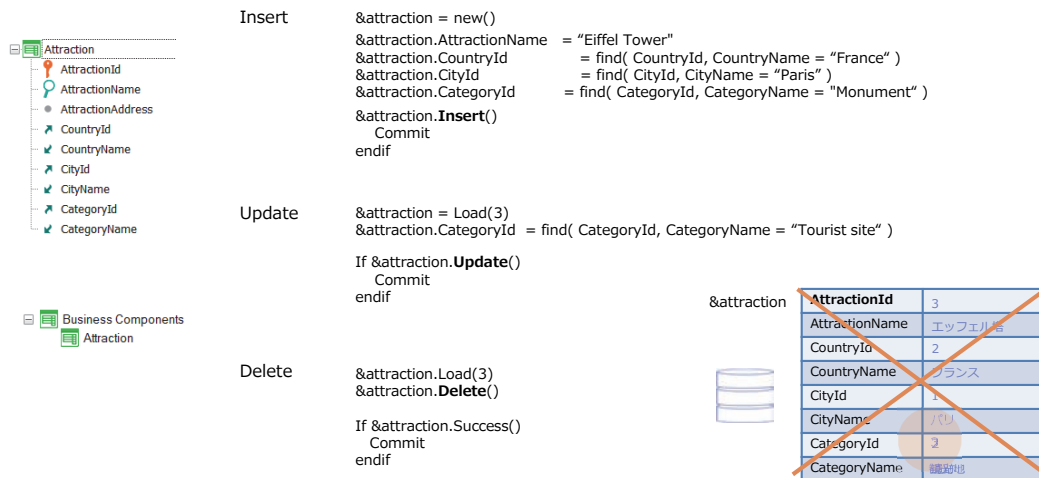 Insert
&attraction = new()
&attraction.AttractionName = “Eiffel Tower"
&attraction.CountryId = find( CountryId, CountryName = “France“ )
&attraction.CityId = find( CityId, CityName = “Paris” )
&attraction.CategoryId = find( CategoryId, CategoryName = "Monument“ )
&attraction.Insert()
Commit
endif
Attraction
AttractionId
AttractionName
AttractionAddress
CountryId
CountryName
CityId
CityName
CategoryId
CategoryName
Update
&attraction = Load(3)
&attraction.CategoryId = find( CategoryId, CategoryName = “Tourist site“ )
If &attraction.Update()
Commit
endif
Business Components
Attraction
Delete
&attraction.Load(3)
&attraction.Delete()
If &attraction.Success()
Commit
endif
&attraction
AttractionId 3
AttractionName エッフェル塔
CountryId 2
CountryName フランス
CityId 1
CityName パリ
CategoryId
CategoryName